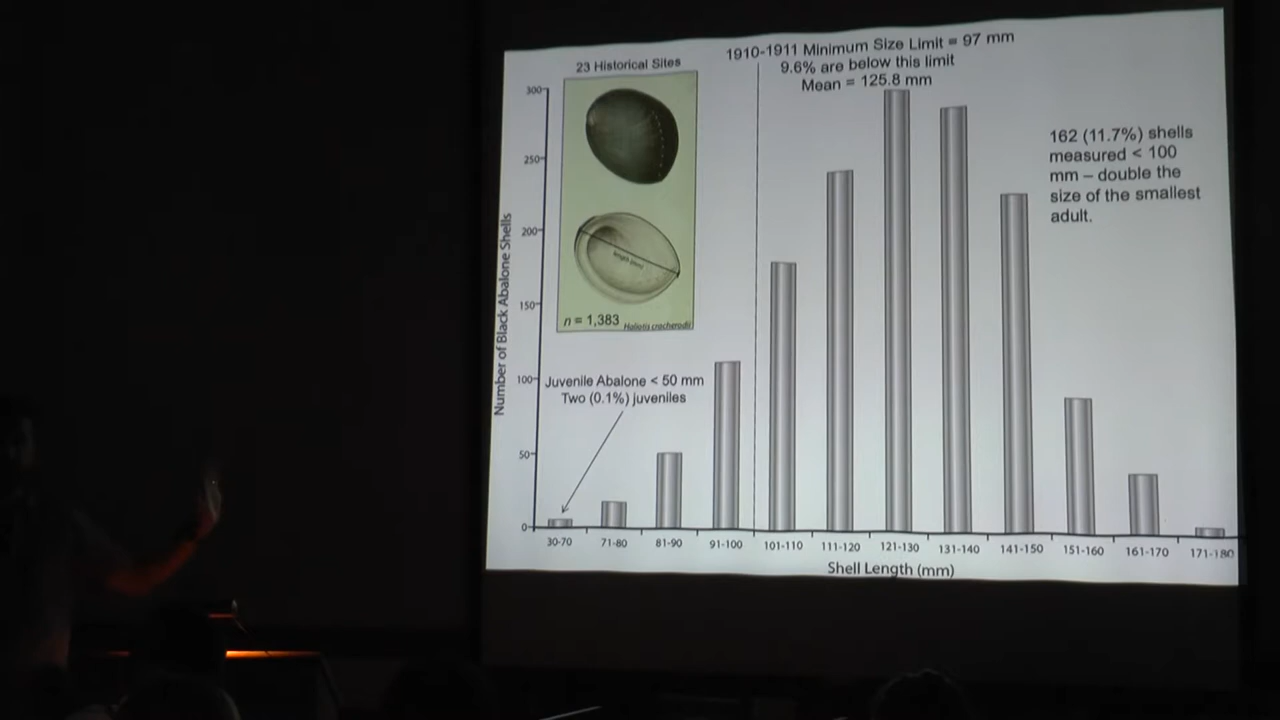 1910-1911 Minimum Size Limit = 97 mm
9.6% are below this limit
Mean = 125.8 mm
23 Historical Sites
length (mm)
n = 1,383
Haliotis cracherodii
162 (11.7%) shells
measured < 100
mm – double the
size of the smallest
adult.
Juvenile Abalone < 50 mm
Two (0.1%) juveniles
Number of Black Abalone Shells
300
250
200
150
100
50
0
30-70 71-80 81-90 91-100 101-110 111-120 121-130 131-140 141-150 151-160 161-170 171-180
Shell Length (mm)